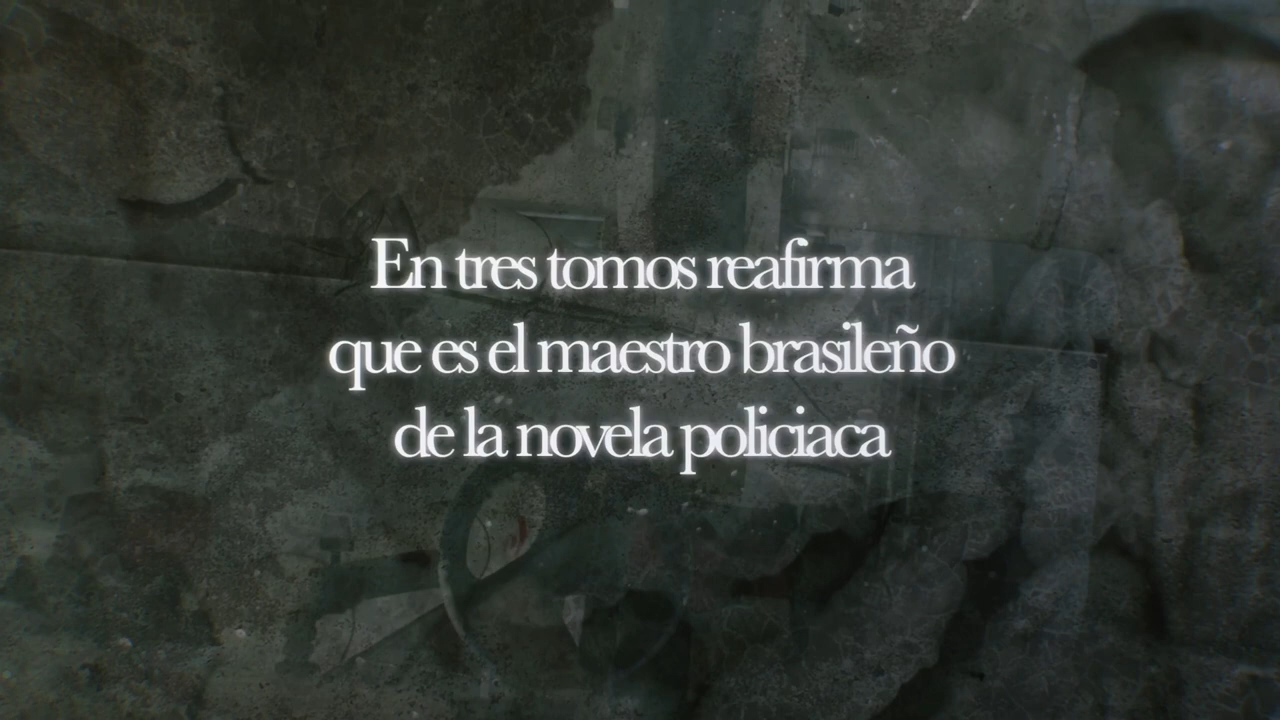 En tres tomos reafirma
que es el maestro brasileño
de la novela policiaca